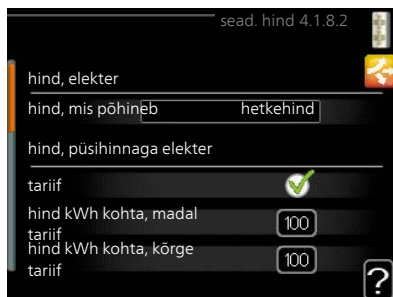 sead. hind 4.1.8.2
hind, elekter
hind, mis põhineb hetkehind
hind, püsihinnaga elekter
tariif
hind kWh kohta, madal
tariif
100
hind kWh kohta, kõrge
tariif
100
?